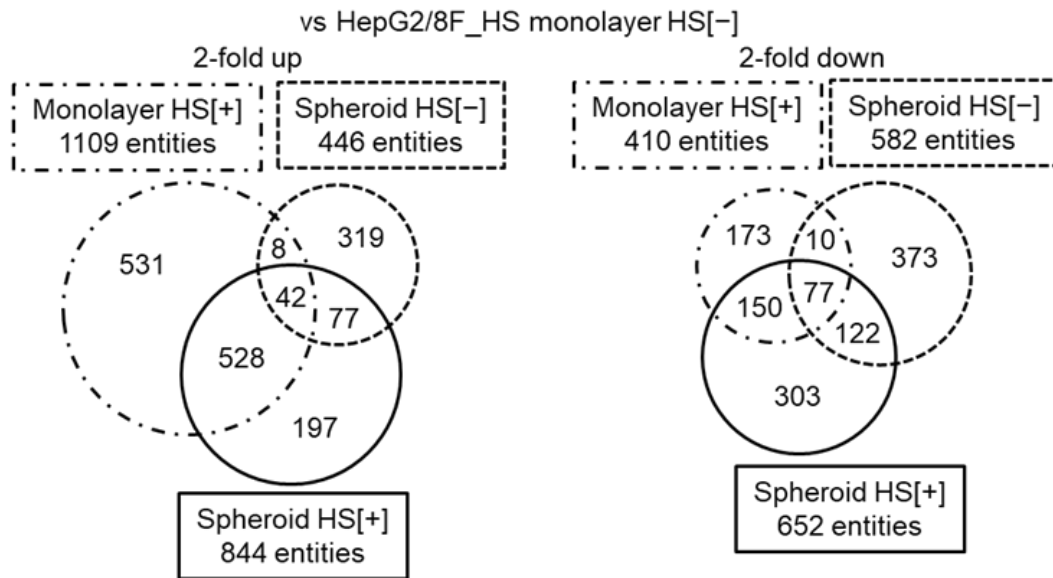 vs HepG2/8F_HS monolayer HS[−]
2-fold up
Monolayer HS[+]
1109 entities
Spheroid HS[−]
446 entities
531
8
319
42
77
528
197
Spheroid HS[+]
844 entities
2-fold down
Monolayer HS[+]
410 entities
Spheroid HS[−]
582 entities
173
10
373
150
77
122
303
Spheroid HS[+]
652 entities